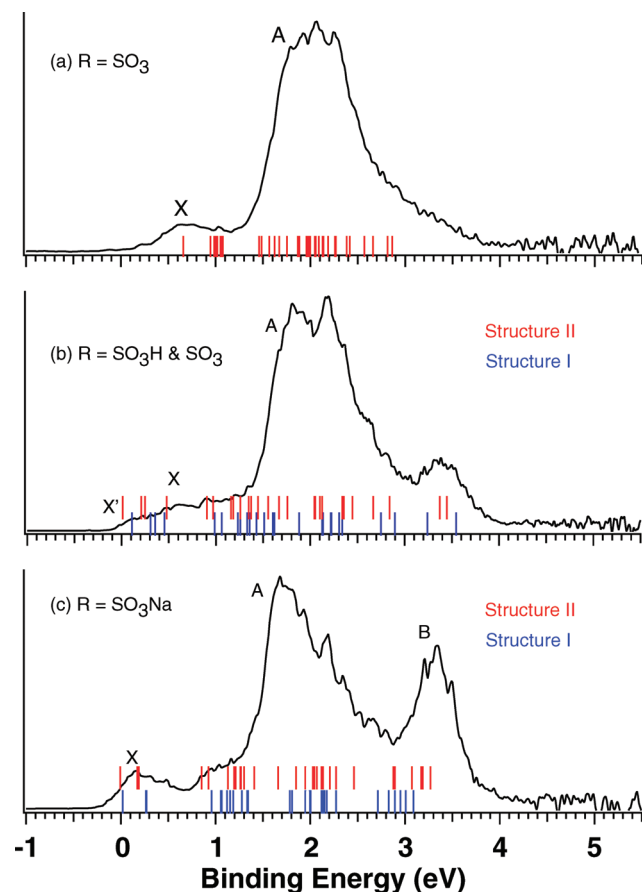 (a) R = SO₃
A
X
(b) R = SO₃H & SO₃
A
Structure II
Structure I
X
X'
(c) R = SO₃Na
A
Structure II
Structure I
B
X
-1 0 1 2 3 4 5
Binding Energy (eV)